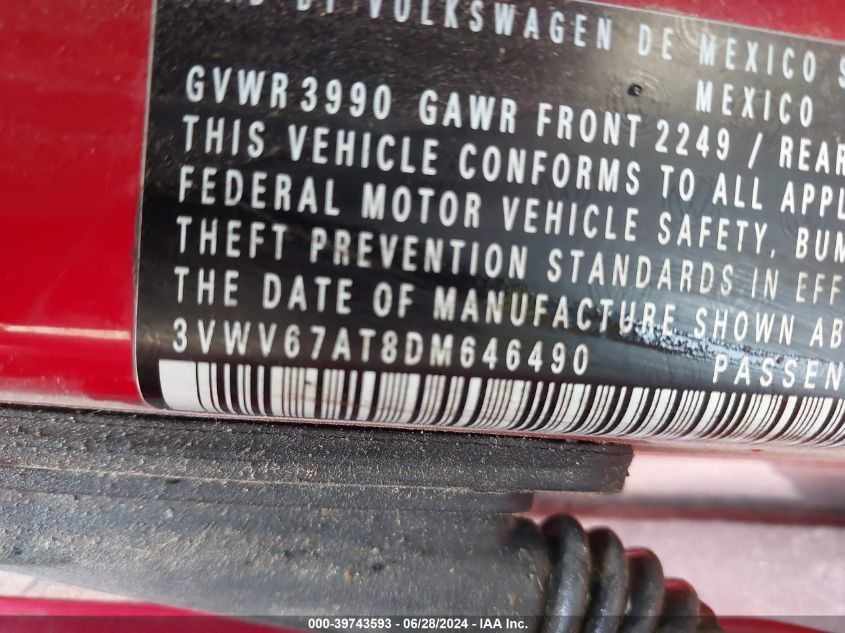 BY VOLKSWAGEN DE MEXICO S
MEXICO
GVWR 3990 GAWR FRONT 2249 / REAR
THIS VEHICLE CONFORMS TO ALL APPL
FEDERAL MOTOR VEHICLE SAFETY, BUM
THEFT PREVENTION STANDARDS IN EFF
THE DATE OF MANUFACTURE SHOWN AB
3VWV67AT8DM646490 PASSEN
000-39743593 / 06/28/2024 / IAA Inc.